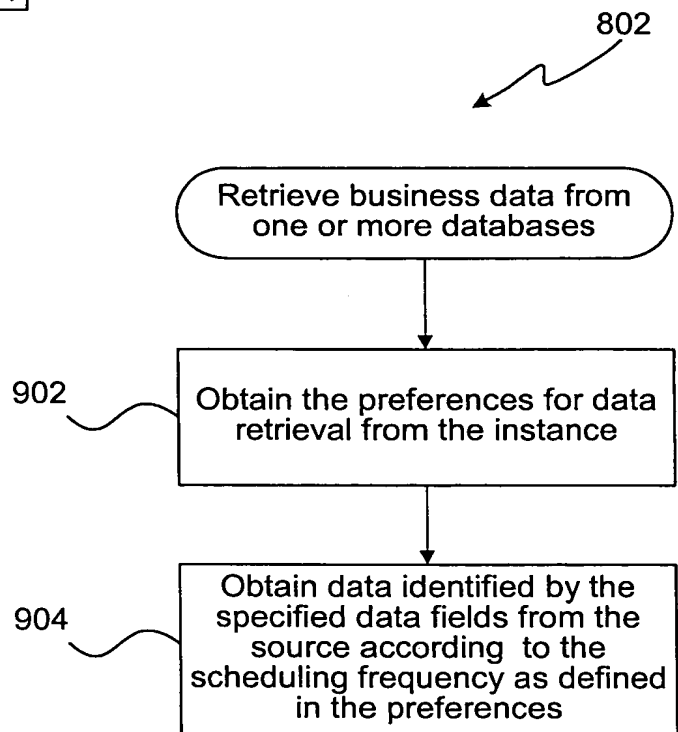 802
Retrieve business data from
one or more databases
902
Obtain the preferences for data
retrieval from the instance
904
Obtain data identified by the
specified data fields from the
source according to the
scheduling frequency as defined
in the preferences